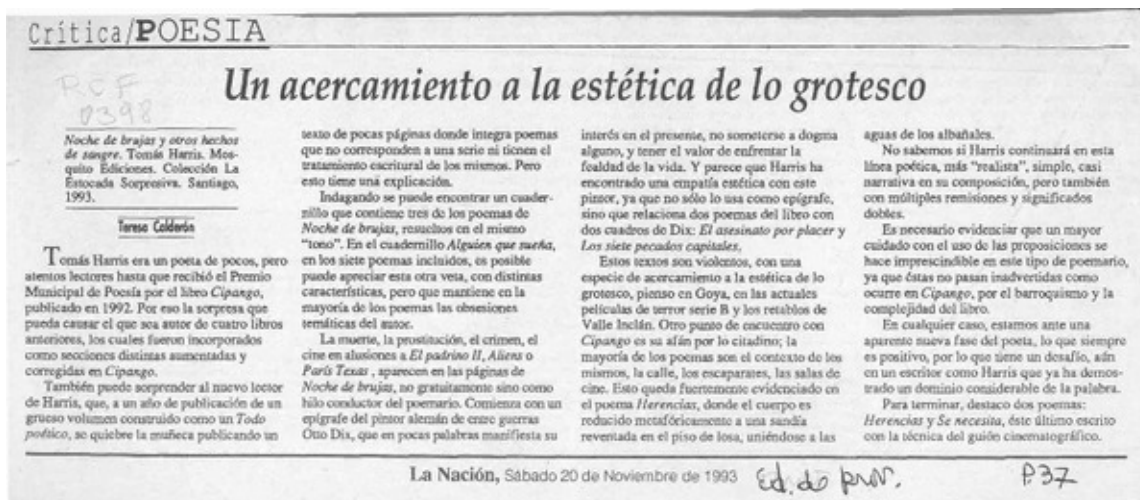 Crítica/POESIA
Un acercamiento a la estética de lo grotesco
P.C.F
0398
Noche de brujas y otros hechos
de sangre. Tomás Harris. Mos-
quito Ediciones. Colección La
Estocada Sorpresiva. Santiago,
1993.
Teresa Calderón
Tomás Harris era un poeta de pocos, pero
atentos lectores hasta que recibió el Premio
Municipal de Poesía por el libro Cipango,
publicado en 1992. Por eso la sorpresa que
pueda causar el que sea autor de cuatro libros
anteriores, los cuales fueron incorporados
como secciones distintas aumentadas y
corregidas en Cipango.
También puede sorprender al nuevo lector
de Harris, que, a un año de publicación de un
grueso volumen construido como un Todo
poético, se quiebre la muñeca publicando un
texto de pocas páginas donde integra poemas
que no corresponden a una serie ni tienen el
tratamiento escritural de los mismos. Pero
esto tiene una explicación.
Indagando se puede encontrar un cuader-
nillo que contiene tres de los poemas de
Noche de brujas, resueltos en el mismo
"tono". En el cuadernillo Alguien que sueña,
en los siete poemas incluidos, es posible
puede apreciar esta otra veta, con distintas
características, pero que mantiene en la
mayoría de los poemas las obsesiones
temáticas del autor.
La muerte, la prostitución, el crimen, el
cine en alusiones a El padrino II, Aliens o
París Texas, aparecen en las páginas de
Noche de brujas, no gratuitamente sino como
hilo conductor del poemario. Comienza con un
epígrafe del pintor alemán de entre guerras
Otto Dix, que en pocas palabras manifiesta su
interés en el presente, no someterse a dogma
alguno, y tener el valor de enfrentar la
fealdad de la vida. Y parece que Harris ha
encontrado una empatía estética con este
pintor, ya que no sólo lo usa como epígrafe,
sino que relaciona dos poemas del libro con
dos cuadros de Dix: El asesinato por placer y
Los siete pecados capitales.
Estos textos son violentos, con una
especie de acercamiento a la estética de lo
grotesco, pienso en Goya, en las actuales
películas de terror serie B y los retablos de
Valle Inclán. Otro punto de encuentro con
Cipango es su afán por lo citadino; la
mayoría de los poemas son el contexto de los
mismos, la calle, los escaparates, las salas de
cine. Esto queda fuertemente evidenciado en
el poema Herencias, donde el cuerpo es
reducido metafóricamente a una sandía
reventada en el piso de losa, uniéndose a las
aguas de los albañales.
No sabemos si Harris continuará en esta
línea poética, más "realista", simple, casi
narrativa en su composición, pero también
con múltiples remisiones y significados
dobles.
Es necesario evidenciar que un mayor
cuidado con el uso de las proposiciones se
hace imprescindible en este tipo de poemario,
ya que éstas no pasan inadvertidas como
ocurre en Cipango, por el barroquismo y la
complejidad del libro.
En cualquier caso, estamos ante una
aparente nueva fase del poeta, lo que siempre
es positivo, por lo que tiene un desafío, aún
en un escritor como Harris que ya ha demos-
trado un dominio considerable de la palabra.
Para terminar, destaco dos poemas:
Herencias y Se necesita, éste último escrito
con la técnica del guión cinematográfico.
La Nación, Sábado 20 de Noviembre de 1993 Ed. de prov. P.37